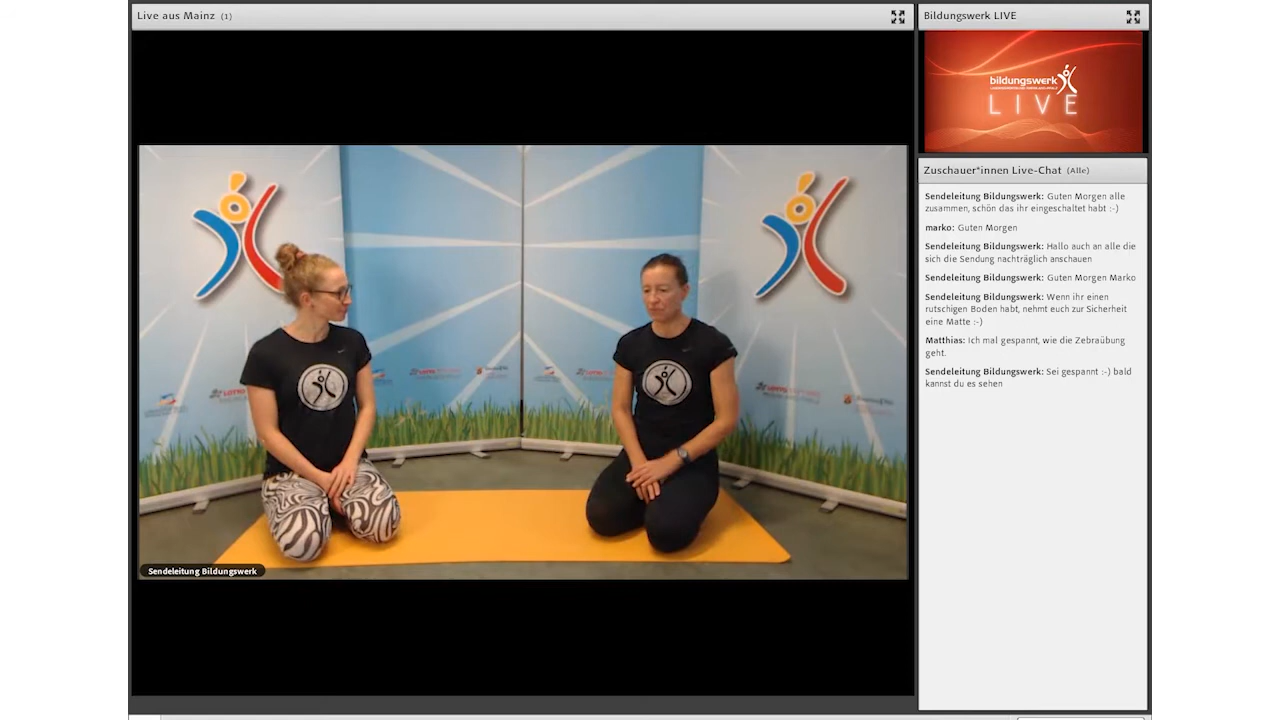 Live aus Mainz (1)
Bildungswerk LIVE
bildungswerk
LIVE
Zuschauer*innen Live-Chat (Alle)
Sendeleitung Bildungswerk: Guten Morgen alle
zusammen, schön das ihr eingeschaltet habt :-)
marko: Guten Morgen
Sendeleitung Bildungswerk: Hallo auch an alle die
sich die Sendung nachträglich anschauen
Sendeleitung Bildungswerk: Guten Morgen Marko
Sendeleitung Bildungswerk: Wenn ihr einen
rutschigen Boden habt, nehmt euch zur Sicherheit
eine Matte :-)
Matthias: Ich mal gespannt, wie die Zebraübung
geht.
Sendeleitung Bildungswerk: Sei gespannt :-) bald
kannst du es sehen
Sendeleitung Bildungswerk